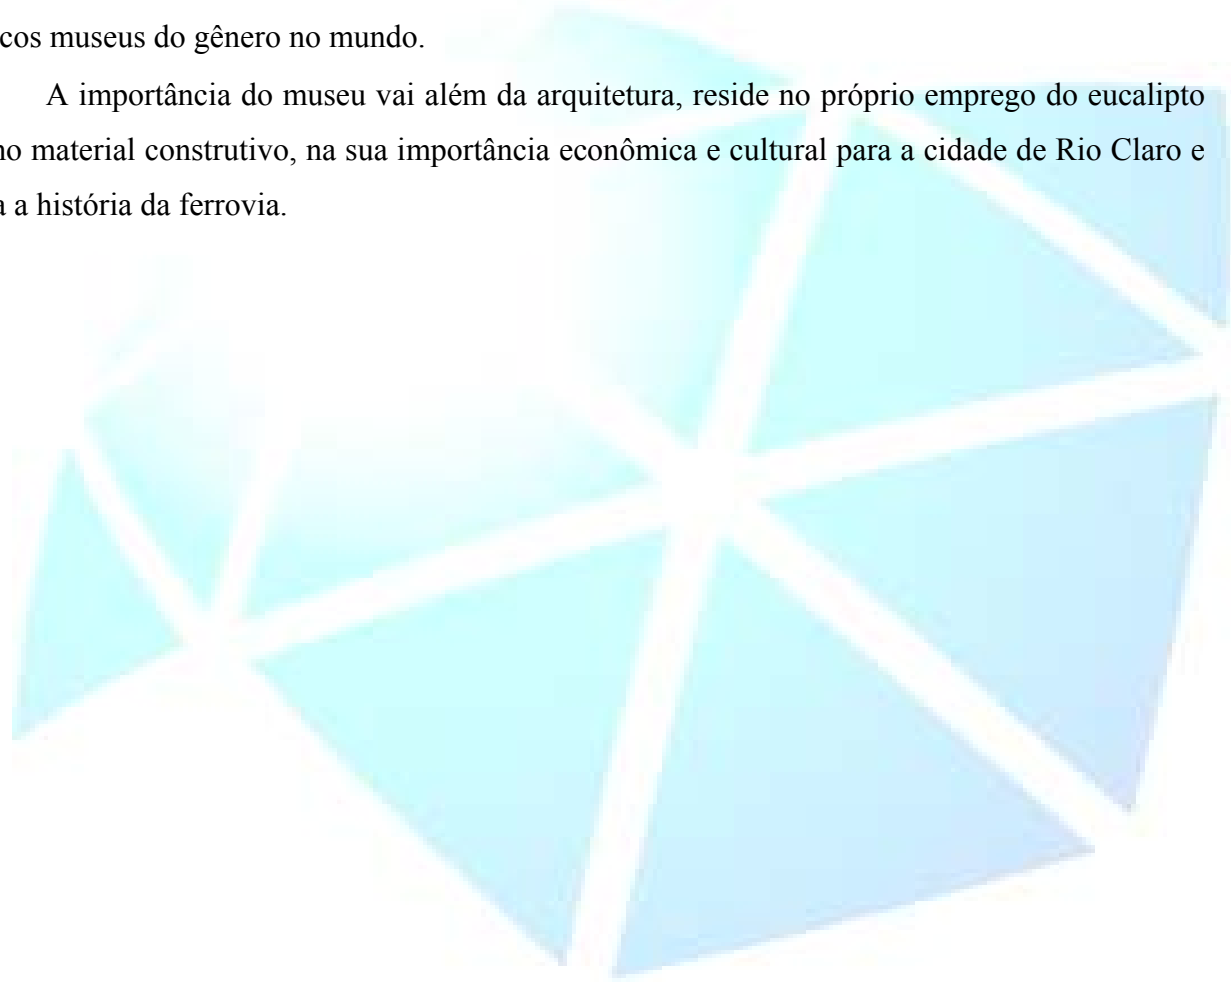 cos museus do gênero no mundo.
A importância do museu vai além da arquitetura, reside no próprio emprego do eucalipto
no material construtivo, na sua importância econômica e cultural para a cidade de Rio Claro e
a a história da ferrovia.